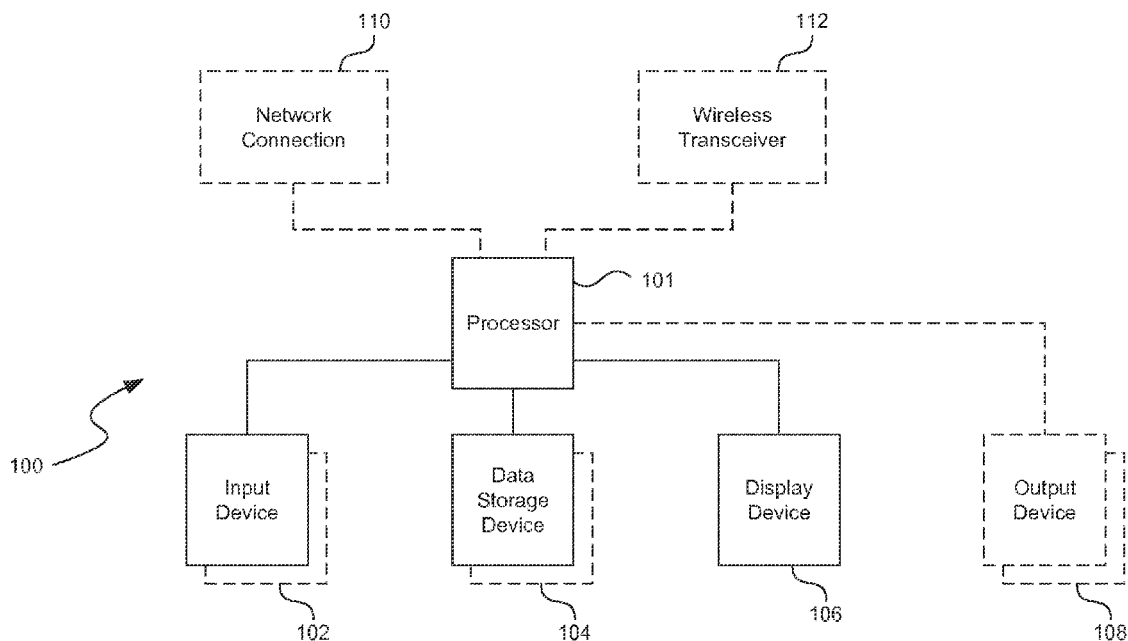 110
112
Network
Connection
Wireless
Transceiver
101
Processor
100
Input
Device
Data
Storage
Device
Display
Device
Output
Device
102
104
106
108